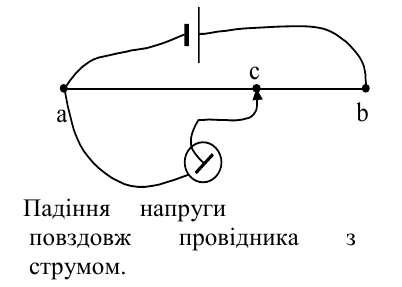 c
a
b
Падіння напруги
повздовж провідника з
струмом.